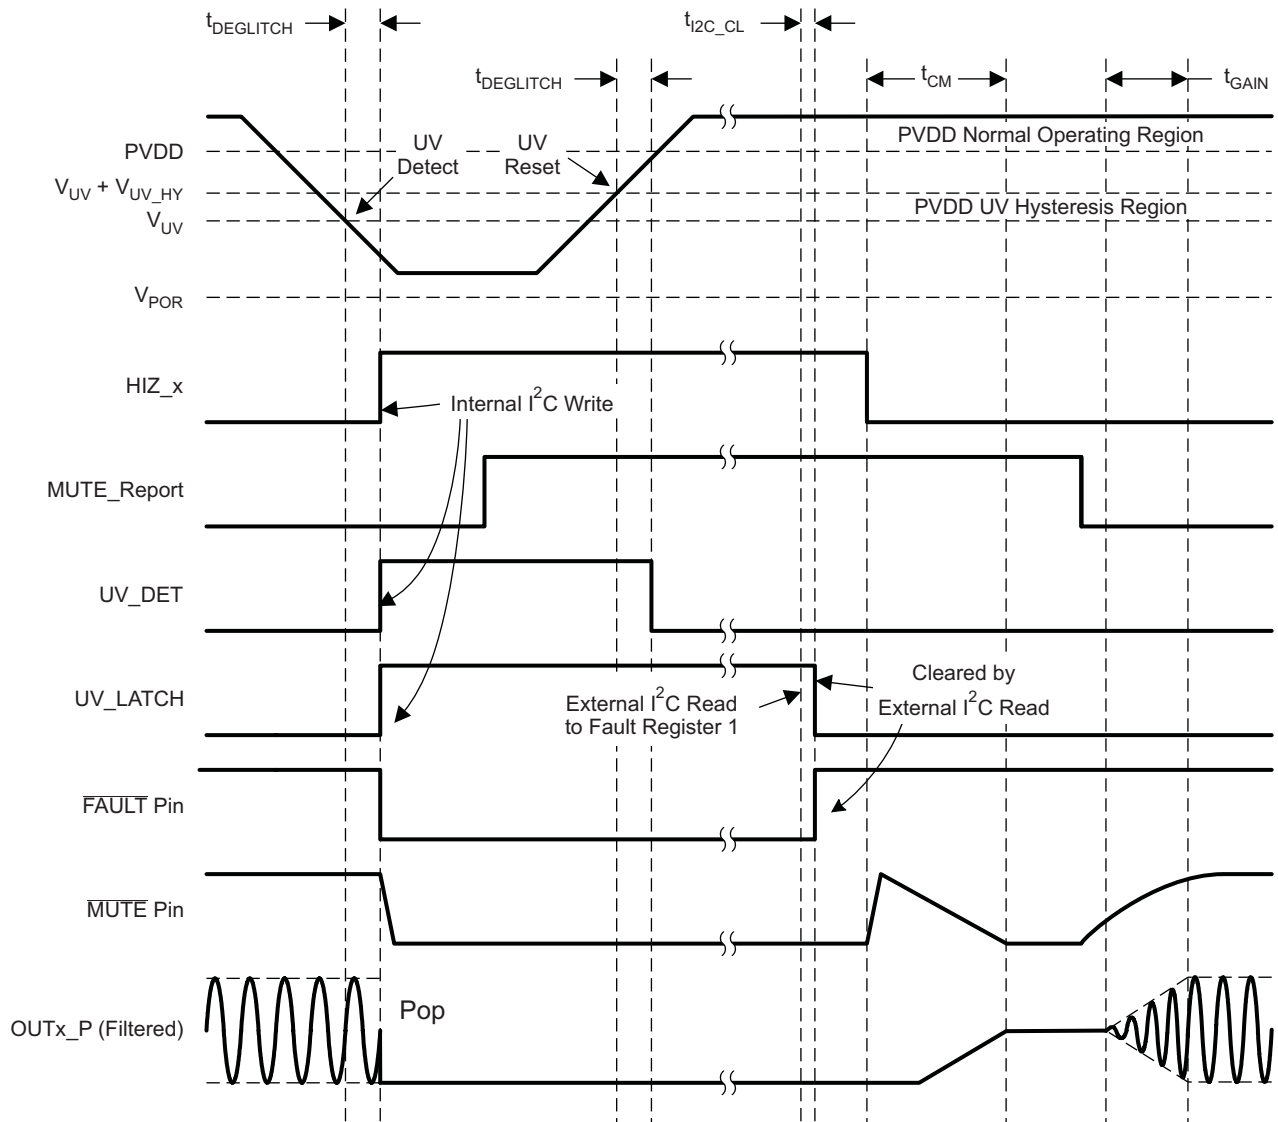 tDEGLITCH
tI2C_CL
tDEGLITCH
tCM
tGAIN
PVDD
UV
Detect
UV
Reset
PVDD Normal Operating Region
VUV + VUV_HY
VUV
PVDD UV Hysteresis Region
VPOR
HIZ_x
Internal I2C Write
MUTE_Report
UV_DET
UV_LATCH
External I2C Read
to Fault Register 1
Cleared by
External I2C Read
FAULT Pin
MUTE Pin
Pop
OUTx_P (Filtered)